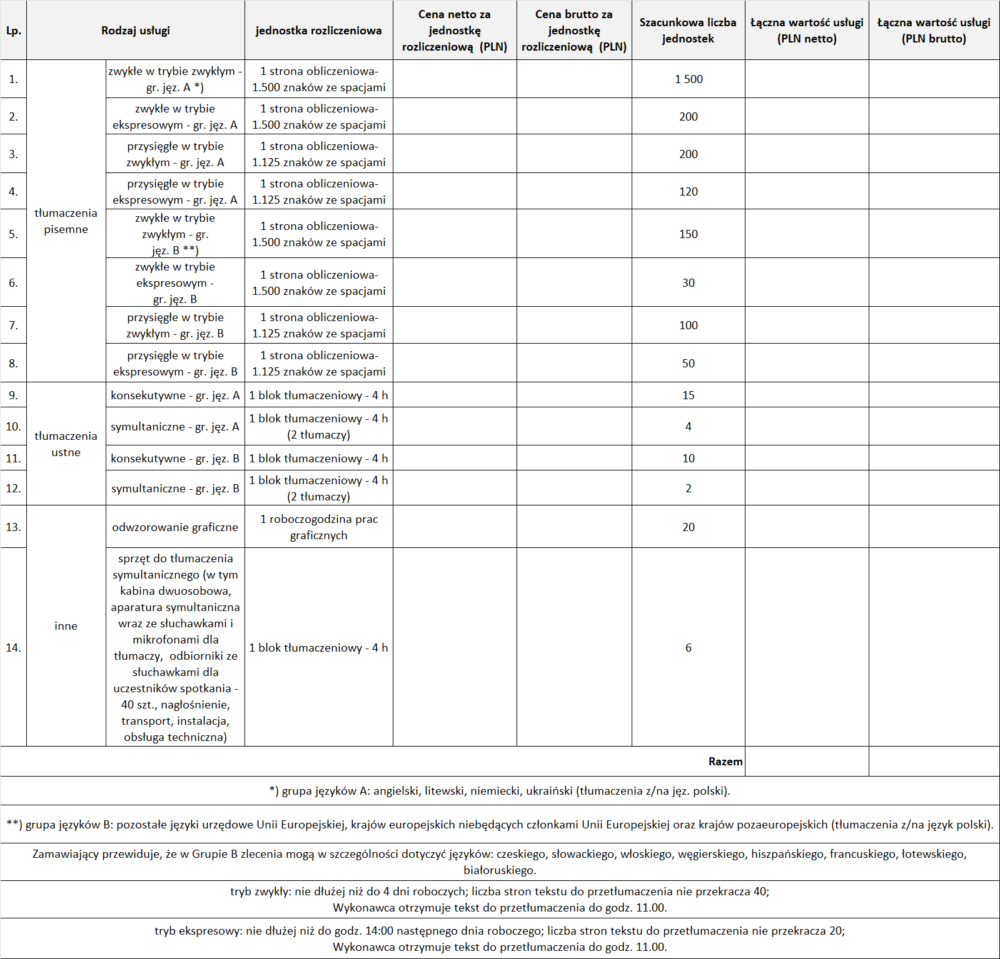 Lp.
Rodzaj usługi
jednostka rozliczeniowa
Cena netto za
jednostkę
rozliczeniową  (PLN)
Cena brutto za
jednostkę
rozliczeniową  (PLN)
Szacunkowa liczba
jednostek
Łączna wartość usługi
(PLN netto)
Łączna wartość usługi
(PLN brutto)
1.
tłumaczenia
pisemne
zwykłe w trybie zwykłym -
gr. jęz. A *)
1 strona obliczeniowa-
1.500 znaków ze spacjami
1 500
2.
zwykłe w trybie
ekspresowym - gr. jęz. A
1 strona obliczeniowa-
1.500 znaków ze spacjami
200
3.
przysięgłe w trybie
zwykłym - gr. jęz. A
1 strona obliczeniowa-
1.125 znaków ze spacjami
200
4.
przysięgłe w trybie
ekspresowym - gr. jęz. A
1 strona obliczeniowa-
1.125 znaków ze spacjami
120
5.
zwykłe w trybie
zwykłym - gr.
jęz. B **)
1 strona obliczeniowa-
1.500 znaków ze spacjami
150
6.
zwykłe w trybie
ekspresowym -
gr. jęz. B
1 strona obliczeniowa-
1.500 znaków ze spacjami
30
7.
przysięgłe w trybie
zwykłym - gr. jęz. B
1 strona obliczeniowa-
1.125 znaków ze spacjami
100
8.
przysięgłe w trybie
ekspresowym - gr. jęz. B
1 strona obliczeniowa-
1.125 znaków ze spacjami
50
9.
tłumaczenia
ustne
konsekutywne - gr. jęz. A
1 blok tłumaczeniowy - 4 h
15
10.
symultaniczne - gr. jęz. A
1 blok tłumaczeniowy - 4 h
(2 tłumaczy)
4
11.
konsekutywne - gr. jęz. B
1 blok tłumaczeniowy - 4 h
10
12.
symultaniczne - gr. jęz. B
1 blok tłumaczeniowy - 4 h
(2 tłumaczy)
2
13.
inne
odwzorowanie graficzne
1 roboczogodzina prac
graficznych
20
14.
sprzęt do tłumaczenia
symultanicznego (w tym
kabina dwuosobowa,
aparatura symultaniczna
wraz ze słuchawkami i
mikrofonami dla
tłumaczy,  odbiorniki ze
słuchawkami dla
uczestników spotkania -
40 szt., nagłośnienie,
transport, instalacja,
obsługa techniczna)
1 blok tłumaczeniowy - 4 h
6
Razem
*) grupa języków A: angielski, litewski, niemiecki, ukraiński (tłumaczenia z/na jęz. polski).
**) grupa języków B: pozostałe języki urzędowe Unii Europejskiej, krajów europejskich niebędących członkami Unii Europejskiej oraz krajów pozaeuropejskich (tłumaczenia z/na język polski).
Zamawiający przewiduje, że w Grupie B zlecenia mogą w szczególności dotyczyć języków: czeskiego, słowackiego, włoskiego, węgierskiego, hiszpańskiego, francuskiego, łotewskiego,
białoruskiego.
tryb zwykły: nie dłużej niż do 4 dni roboczych; liczba stron tekstu do przetłumaczenia nie przekracza 40;
Wykonawca otrzymuje tekst do przetłumaczenia do godz. 11.00.
tryb ekspresowy: nie dłużej niż do godz. 14:00 następnego dnia roboczego; liczba stron tekstu do przetłumaczenia nie przekracza 20;
Wykonawca otrzymuje tekst do przetłumaczenia do godz. 11.00.